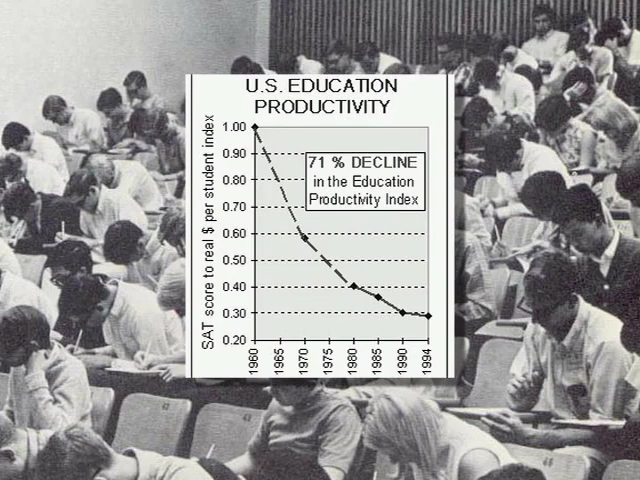 U.S. EDUCATION
PRODUCTIVITY
SAT score to real $ per student index
1.00
0.90
0.80
0.70
0.60
0.50
0.40
0.30
0.20
71 % DECLINE
in the Education
Productivity Index
1960
1965
1970
1975
1980
1985
1990
1994